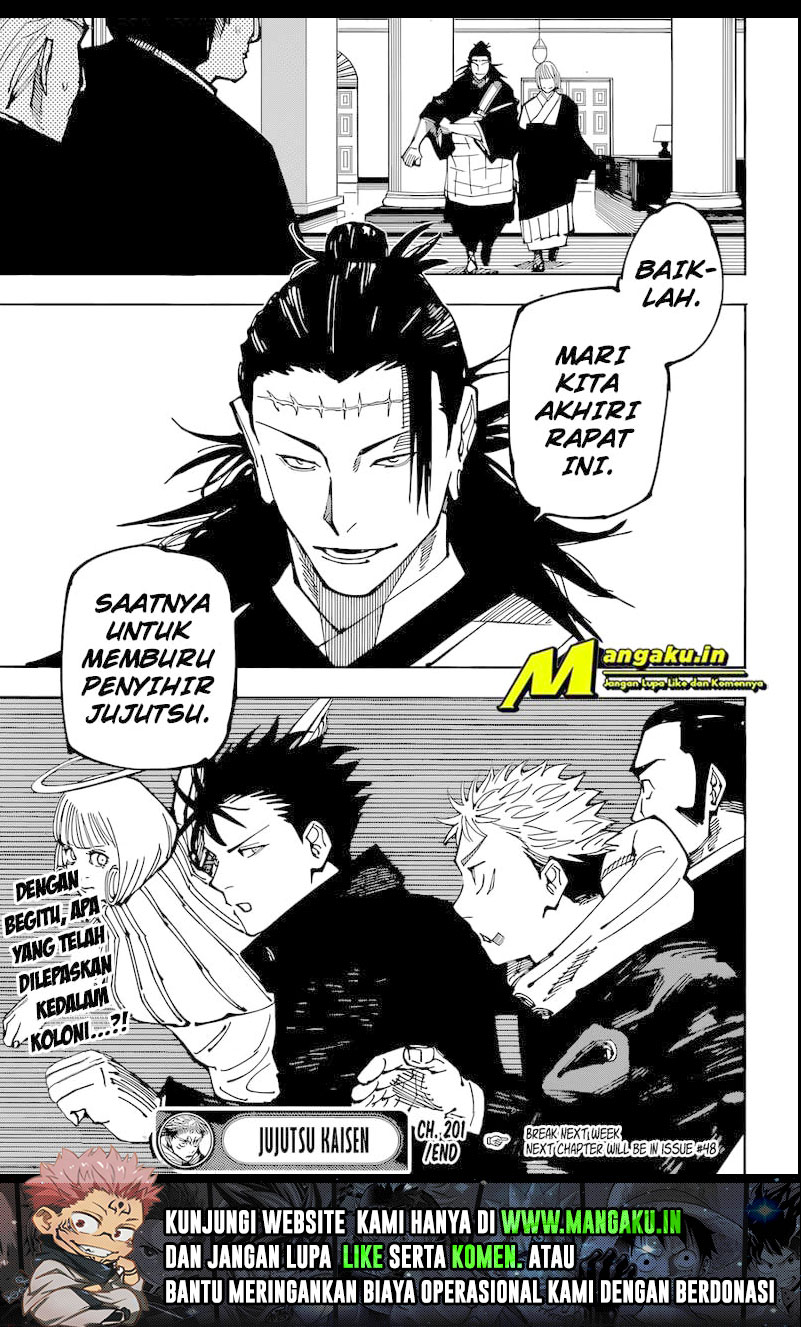 BAIK-
LAH.
MARI
KITA
AKHIRI
RAPAT
INI.
SAATNYA
UNTUK
MEMBURU
PENYIHIR
JUJUTSU.
Mangaku.in
Jangan Lupa Like dan Komennya
DENGAN
BEGITU, APA
YANG TELAH
DILEPASKAN
KEDALAM
KOLONI...?!
JUJUTSU KAISEN
CH. 201
/END
BREAK NEXT WEEK
NEXT CHAPTER WILL BE IN ISSUE #48
KUNJUNGI WEBSITE KAMI HANYA DI WWW.MANGAKU.IN
DAN JANGAN LUPA LIKE SERTA KOMEN. ATAU
BANTU MERINGANKAN BIAYA OPERASIONAL KAMI DENGAN BERDONASI